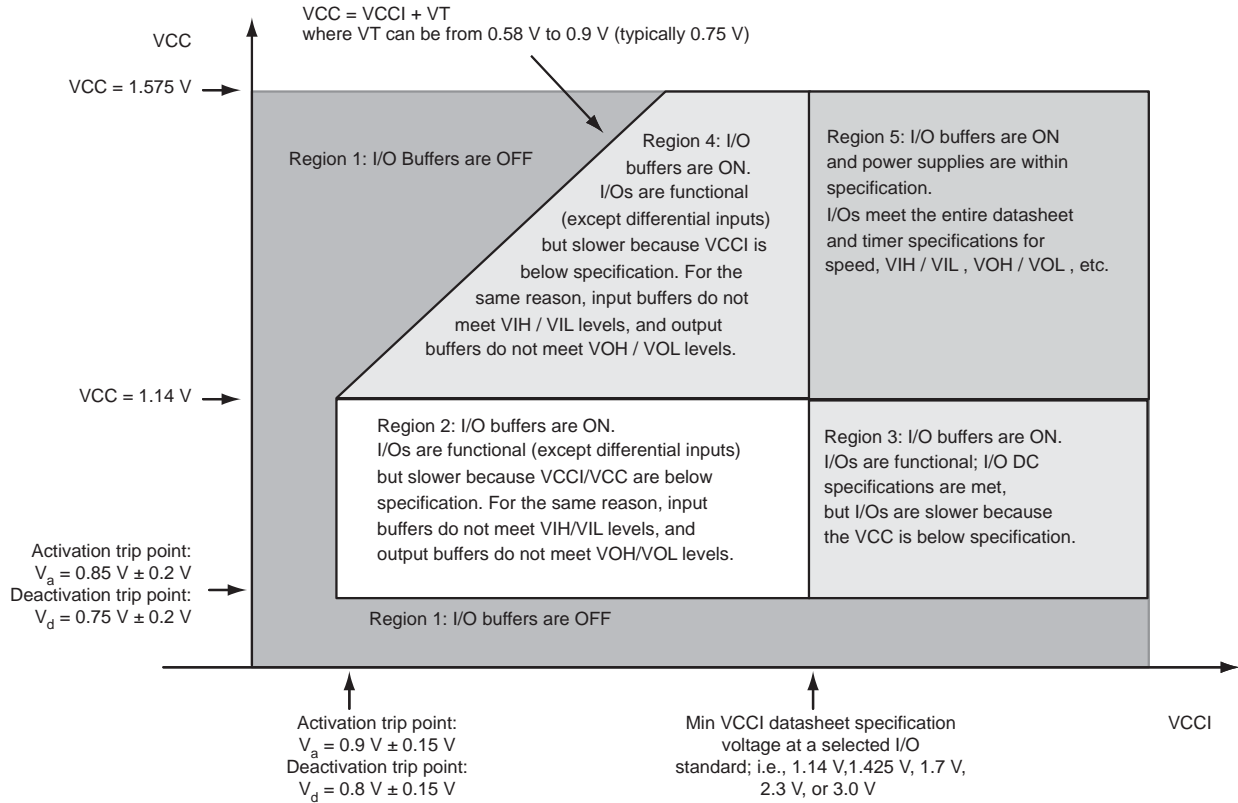 VCC = VCCI + VT
where VT can be from 0.58 V to 0.9 V (typically 0.75 V)
VCC
VCC = 1.575 V
Region 1: I/O Buffers are OFF
Region 4: I/O
buffers are ON.
I/Os are functional
(except differential inputs)
but slower because VCCI is
below specification. For the
same reason, input buffers do not
meet VIH / VIL levels, and output
buffers do not meet VOH / VOL levels.
Region 5: I/O buffers are ON
and power supplies are within
specification.
I/Os meet the entire datasheet
and timer specifications for
speed, VIH / VIL , VOH / VOL , etc.
VCC = 1.14 V
Region 2: I/O buffers are ON.
I/Os are functional (except differential inputs)
but slower because VCCI/VCC are below
specification. For the same reason, input
buffers do not meet VIH/VIL levels, and
output buffers do not meet VOH/VOL levels.
Region 3: I/O buffers are ON.
I/Os are functional; I/O DC
specifications are met,
but I/Os are slower because
the VCC is below specification.
Activation trip point:
Va = 0.85 V ± 0.2 V
Deactivation trip point:
Vd = 0.75 V ± 0.2 V
Region 1: I/O buffers are OFF
Activation trip point:
Va = 0.9 V ± 0.15 V
Deactivation trip point:
Vd = 0.8 V ± 0.15 V
Min VCCI datasheet specification
voltage at a selected I/O
standard; i.e., 1.14 V,1.425 V, 1.7 V,
2.3 V, or 3.0 V
VCCI